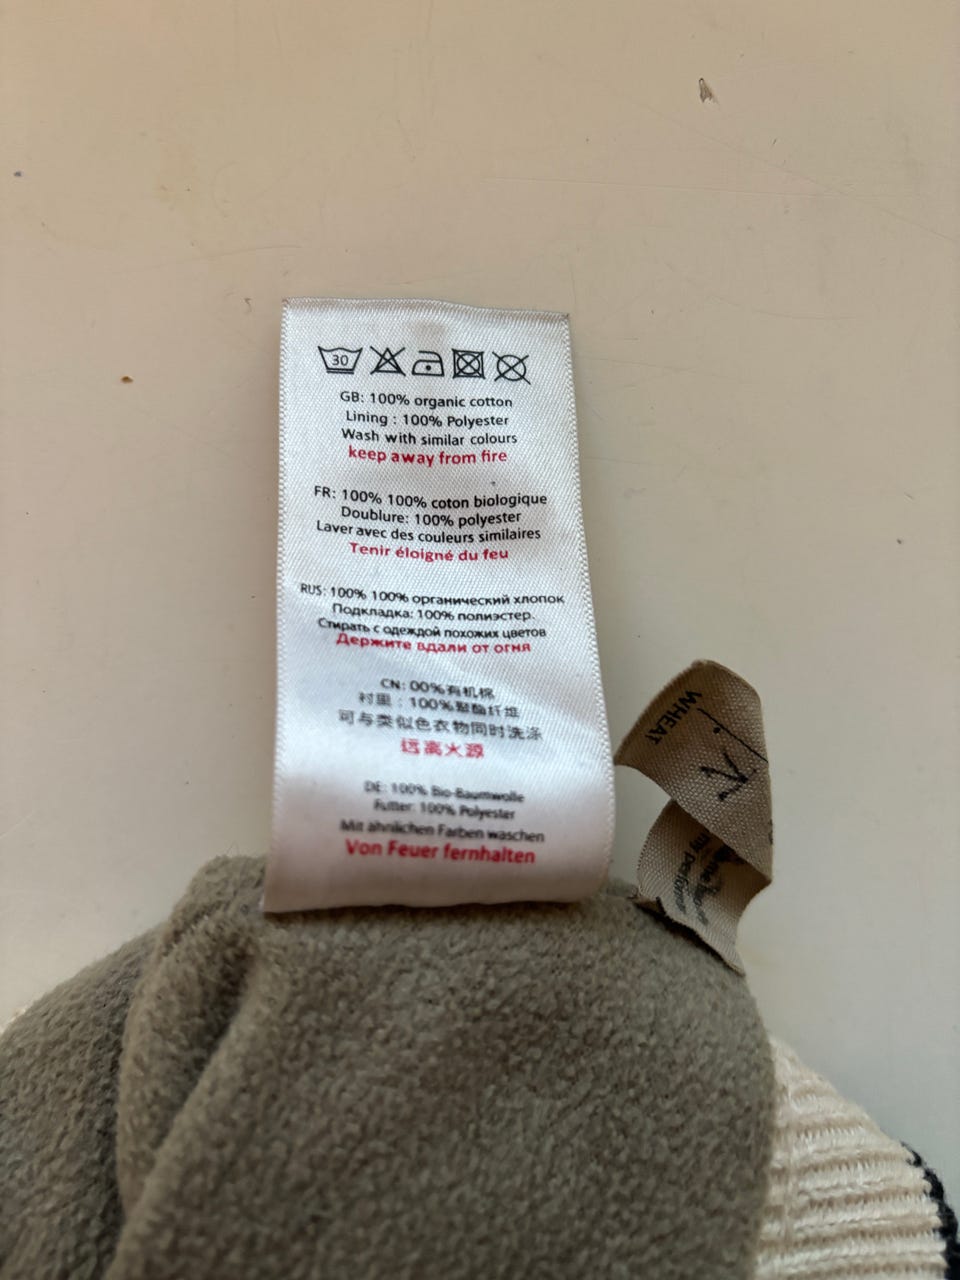 30
GB: 100% organic cotton
Lining : 100% Polyester
Wash with similar colours
keep away from fire
FR: 100% 100% coton biologique
Doublure: 100% polyester
Laver avec des couleurs similaires
Tenir éloigné du feu
RUS: 100% 100% органический хлопок
Подкладка: 100% полиэстер.
Стирать с одеждой похожих цветов
Держите вдали от огня
CN: 00%有机棉
衬里：100%聚酯纤维
可与类似色衣物同时洗涤
远离火源
DE: 100% Bio-Baumwolle
Futter: 100% Polyester
Mit ähnlichen Farben waschen
Von Feuer fernhalten
WHEAT
my